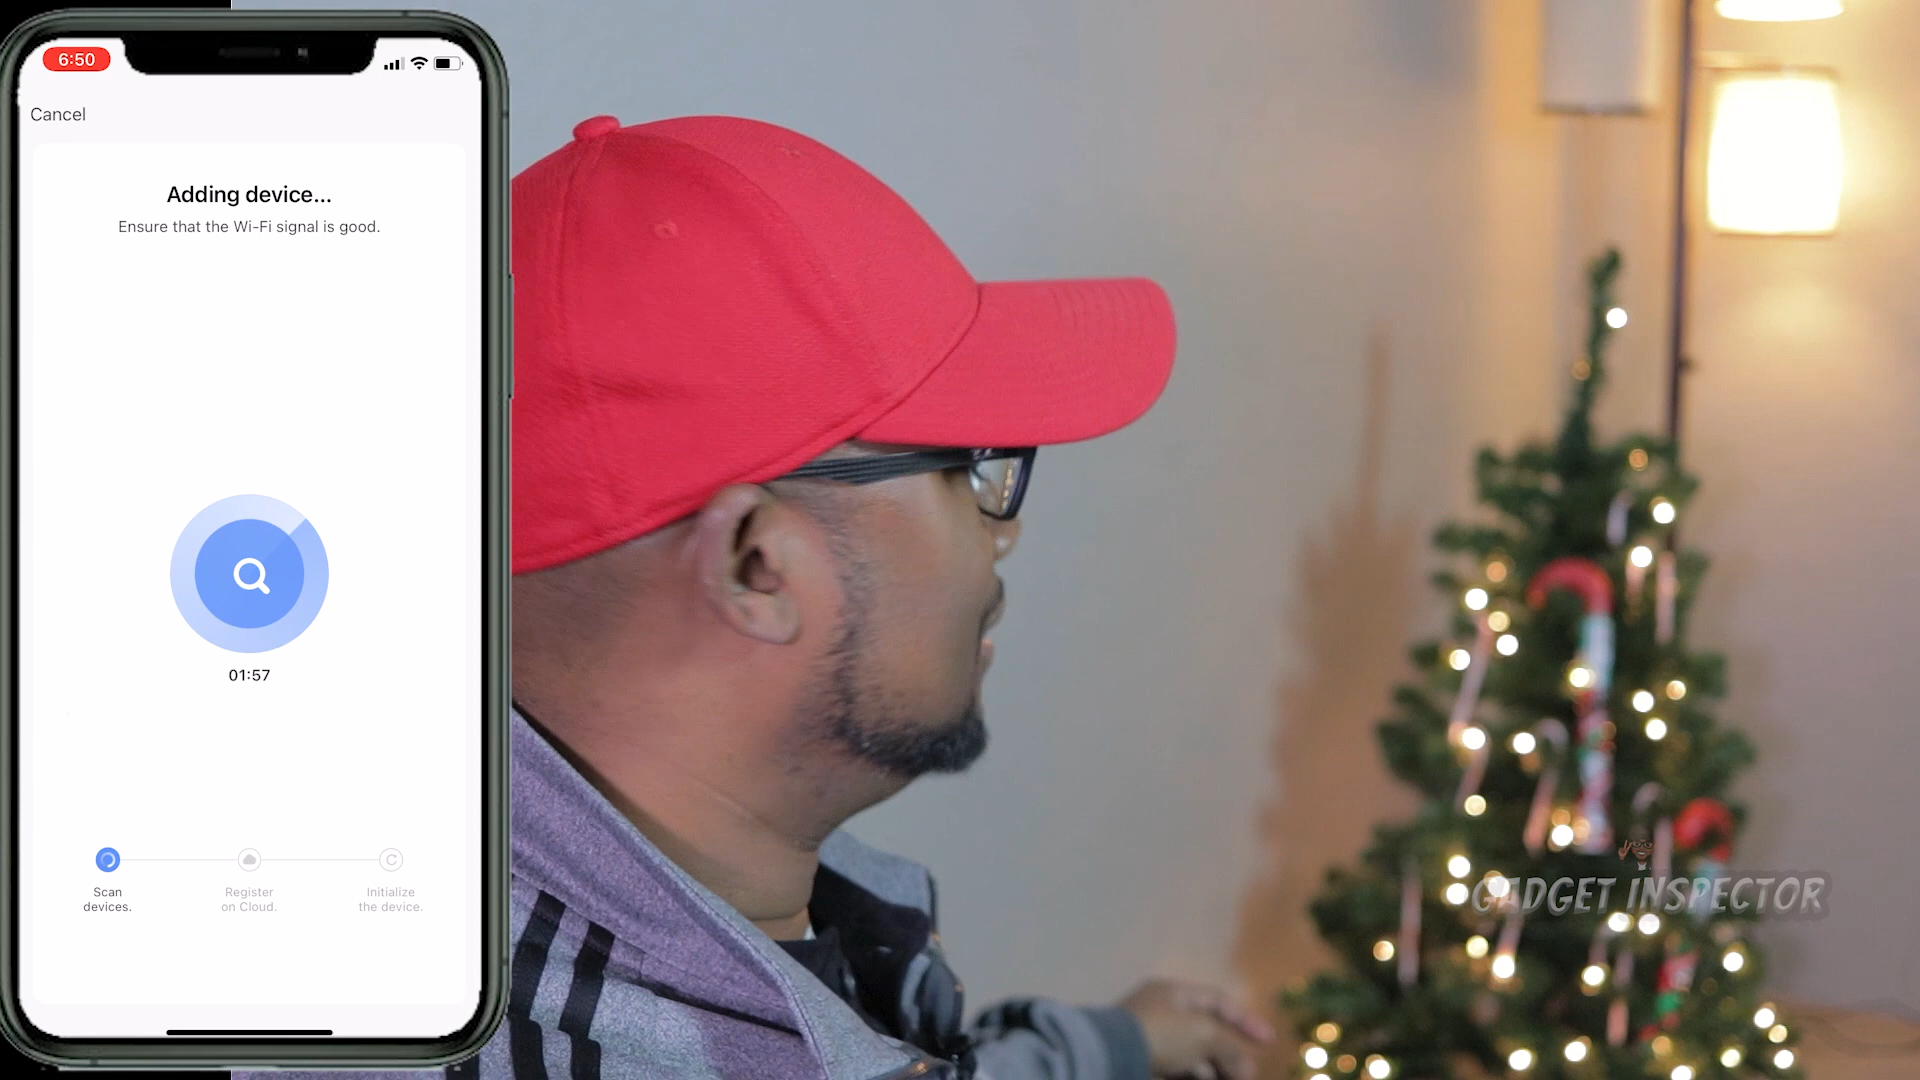 6:50
Cancel
Adding device...
Ensure that the Wi-Fi signal is good.
01:57
Scan
devices.
Register
on Cloud.
Initialize
the device.
GADGET INSPECTOR